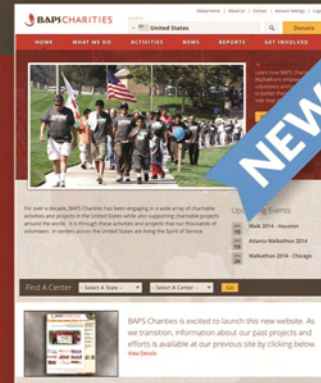 Global Home | About Us | Contact | Account Settings |
BAPS CHARITIES
United States
Donate
HOME WHAT WE DO ACTIVITIES NEWS REPORTS GET INVOLVED
Learn how BAPS
NEW
For over a decade, BAPS Charities has been engaging in a wide array of charitable
activities and projects in the United States while also supporting charitable projects
around the world. It is through these activities and projects that our thousands of
volunteers in centers across the United States are living the Spirit of Service.
Events
Walk 2014 - Houston
Atlanta Walkathon 2014
Walkathon 2014 - Chicago
Find A Center
- Select A State -
- Select A Center -
Go
BAPS Charities is excited to launch this new website. As
we transition, information about our past projects and
efforts is available at our previous site by clicking below.
View Details